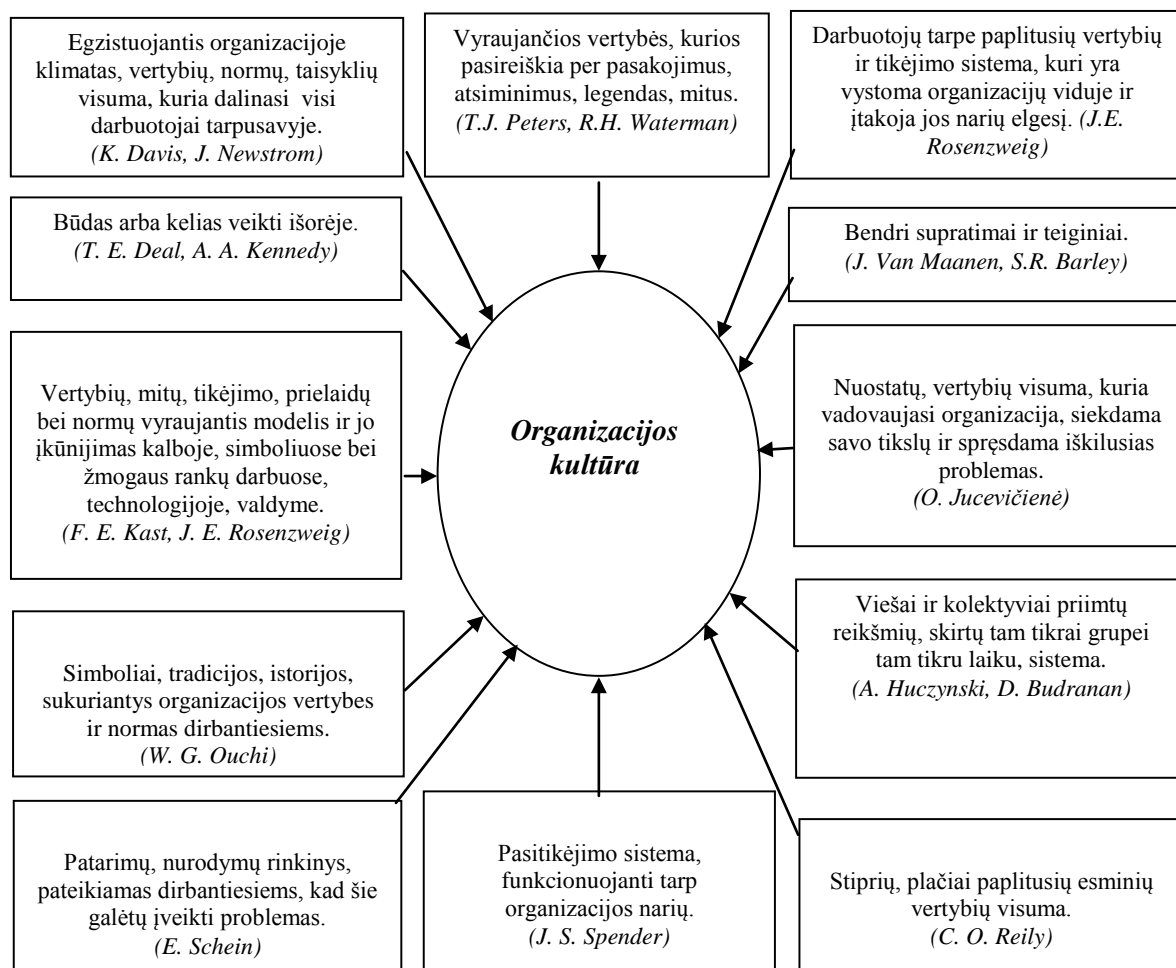 Egzistuojantis organizacijoje
klimatas, vertybių, normų, taisyklių
visuma, kuria dalinasi visi
darbuotojai tarpusavyje.
(K. Davis, J. Newstrom)
Vyraujančios vertybės, kurios
pasireiškia per pasakojimus,
atsiminimus, legendas, mitus.
(T.J. Peters, R.H. Waterman)
Darbuotojų tarpe paplitusių vertybių
ir tikėjimo sistema, kuri yra
vystoma organizacijų viduje ir
įtakoja jos narių elgesį. (J.E.
Rosenzweig)
Būdas arba kelias veikti išorėje.
(T. E. Deal, A. A. Kennedy)
Bendri supratimai ir teiginiai.
(J. Van Maanen, S.R. Barley)
Vertybių, mitų, tikėjimo, prielaidų
bei normų vyraujantis modelis ir jo
įkūnijimas kalboje, simboliuose bei
žmogaus rankų darbuose,
technologijoje, valdyme.
(F. E. Kast, J. E. Rosenzweig)
Organizacijos
kultūra
Nuostatų, vertybių visuma, kuria
vadovaujasi organizacija, siekdama
savo tikslų ir spręsdama iškilusias
problemas.
(O. Jucevičienė)
Simboliai, tradicijos, istorijos,
sukuriantys organizacijos vertybes
ir normas dirbantiesiems.
(W. G. Ouchi)
Viešai ir kolektyviai priimtų
reikšmių, skirtų tam tikrai grupei
tam tikru laiku, sistema.
(A. Huczynski, D. Budranan)
Patarimų, nurodymų rinkinys,
pateikiamas dirbantiesiems, kad šie
galėtų įveikti problemas.
(E. Schein)
Pasitikėjimo sistema,
funkcionuojanti tarp
organizacijos narių.
(J. S. Spender)
Stiprių, plačiai paplitusių esminių
vertybių visuma.
(C. O. Reily)